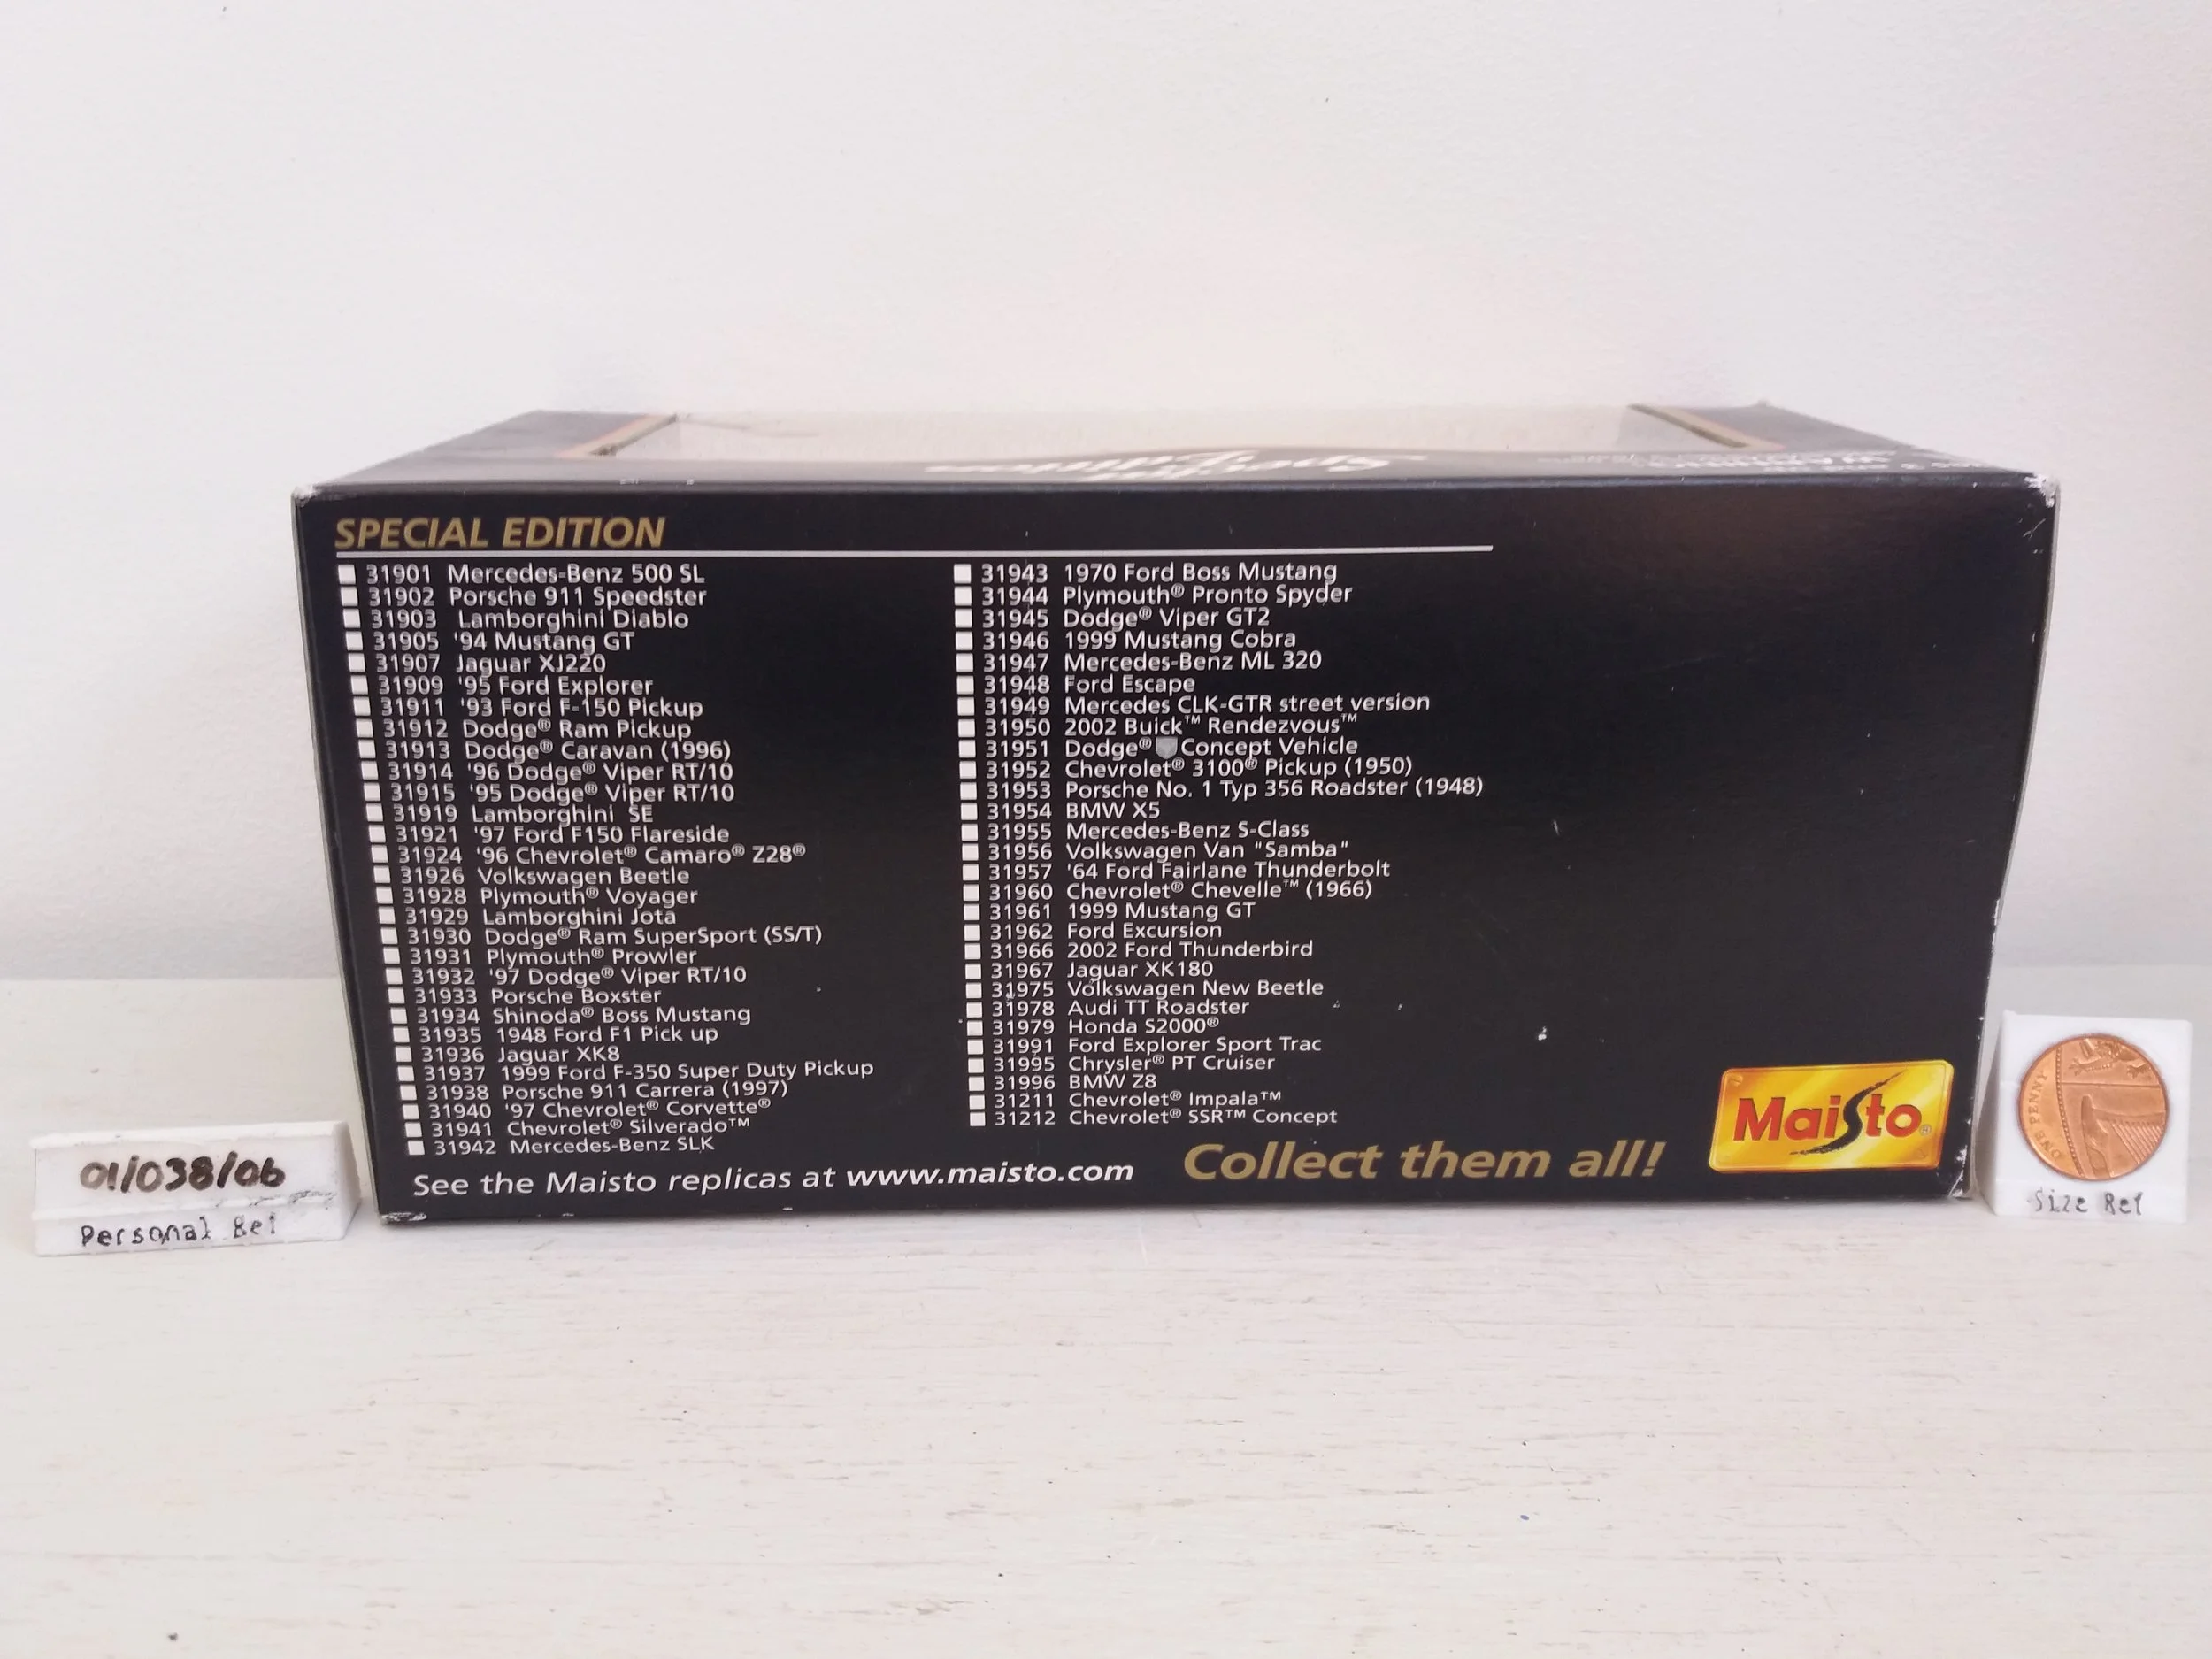 Special Edition
SPECIAL EDITION
31901 Mercedes-Benz 500 SL
31902 Porsche 911 Speedster
31903 Lamborghini Diablo
31905 '94 Mustang GT
31907 Jaguar XJ220
31909 '95 Ford Explorer
31911 '93 Ford F-150 Pickup
31912 Dodge® Ram Pickup
31913 Dodge® Caravan (1996)
31914 '96 Dodge® Viper RT/10
31915 '95 Dodge® Viper RT/10
31919 Lamborghini SE
31921 '97 Ford F150 Flareside
31924 '96 Chevrolet® Camaro® Z28®
31926 Volkswagen Beetle
31928 Plymouth® Voyager
31929 Lamborghini Jota
31930 Dodge® Ram SuperSport (SS/T)
31931 Plymouth® Prowler
31932 '97 Dodge® Viper RT/10
31933 Porsche Boxster
31934 Shinoda® Boss Mustang
31935 1948 Ford F1 Pick up
31936 Jaguar XK8
31937 1999 Ford F-350 Super Duty Pickup
31938 Porsche 911 Carrera (1997)
31940 '97 Chevrolet® Corvette®
31941 Chevrolet® Silverado™
31942 Mercedes-Benz SLK
31943 1970 Ford Boss Mustang
31944 Plymouth® Pronto Spyder
31945 Dodge® Viper GT2
31946 1999 Mustang Cobra
31947 Mercedes-Benz ML 320
31948 Ford Escape
31949 Mercedes CLK-GTR street version
31950 2002 Buick™ Rendezvous™
31951 Dodge® Concept Vehicle
31952 Chevrolet® 3100® Pickup (1950)
31953 Porsche No. 1 Typ 356 Roadster (1948)
31954 BMW X5
31955 Mercedes-Benz S-Class
31956 Volkswagen Van "Samba"
31957 '64 Ford Fairlane Thunderbolt
31960 Chevrolet® Chevelle™ (1966)
31961 1999 Mustang GT
31962 Ford Excursion
31966 2002 Ford Thunderbird
31967 Jaguar XK180
31975 Volkswagen New Beetle
31978 Audi TT Roadster
31979 Honda S2000®
31991 Ford Explorer Sport Trac
31995 Chrysler® PT Cruiser
31996 BMW Z8
31211 Chevrolet® Impala™
31212 Chevrolet® SSR™ Concept
See the Maisto replicas at www.maisto.com
Collect them all!
Maisto®
01/038/06
Personal Ref
ONE PENNY
Size Ref